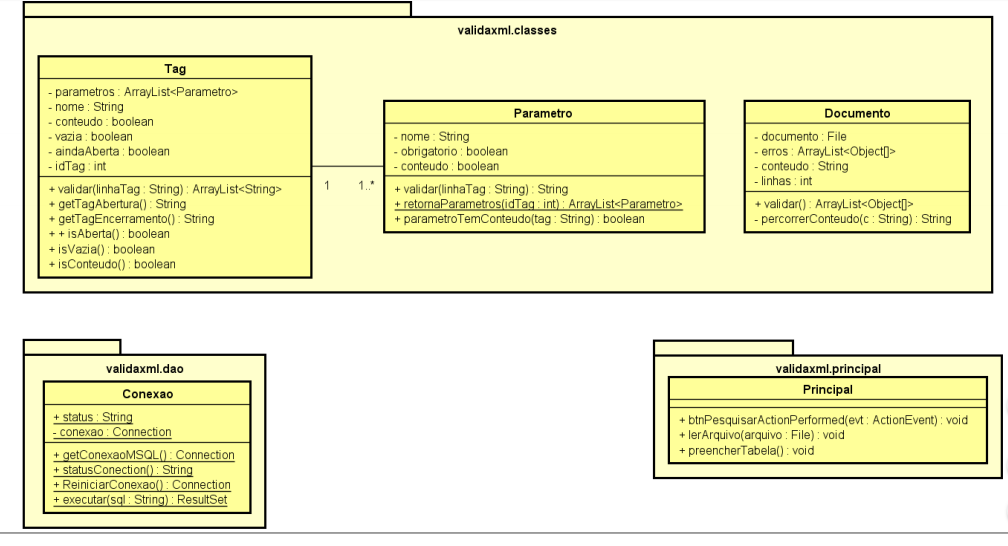 validaxml.classes
Tag
- parametros : ArrayList<Parametro>
- nome : String
- conteudo : boolean
- vazia : boolean
- aindaAberta : boolean
- idTag : int
+ validar(linhaTag : String) : ArrayList<String>
+ getTagAbertura() : String
+ getTagEncerramento() : String
+ + isAberta() : boolean
+ isVazia() : boolean
+ isConteudo() : boolean
1 1..*
Parametro
- nome : String
- obrigatorio : boolean
- conteudo : boolean
+ validar(linhaTag : String) : String
+ retornaParametros(idTag : int) : ArrayList<Parametro>
+ parametroTemConteudo(tag : String) : boolean
Documento
- documento : File
- erros : ArrayList<Object[]>
- conteudo : String
- linhas : int
+ validar() : ArrayList<Object[]>
- percorrerConteudo(c : String) : String
validaxml.dao
Conexao
+ status : String
- conexao : Connection
+ getConexaoMSQL() : Connection
+ statusConection() : String
+ ReiniciarConexao() : Connection
+ executar(sql : String) : ResultSet
validaxml.principal
Principal
+ btnPesquisarActionPerformed(evt : ActionEvent) : void
+ lerArquivo(arquivo : File) : void
+ preencherTabela() : void